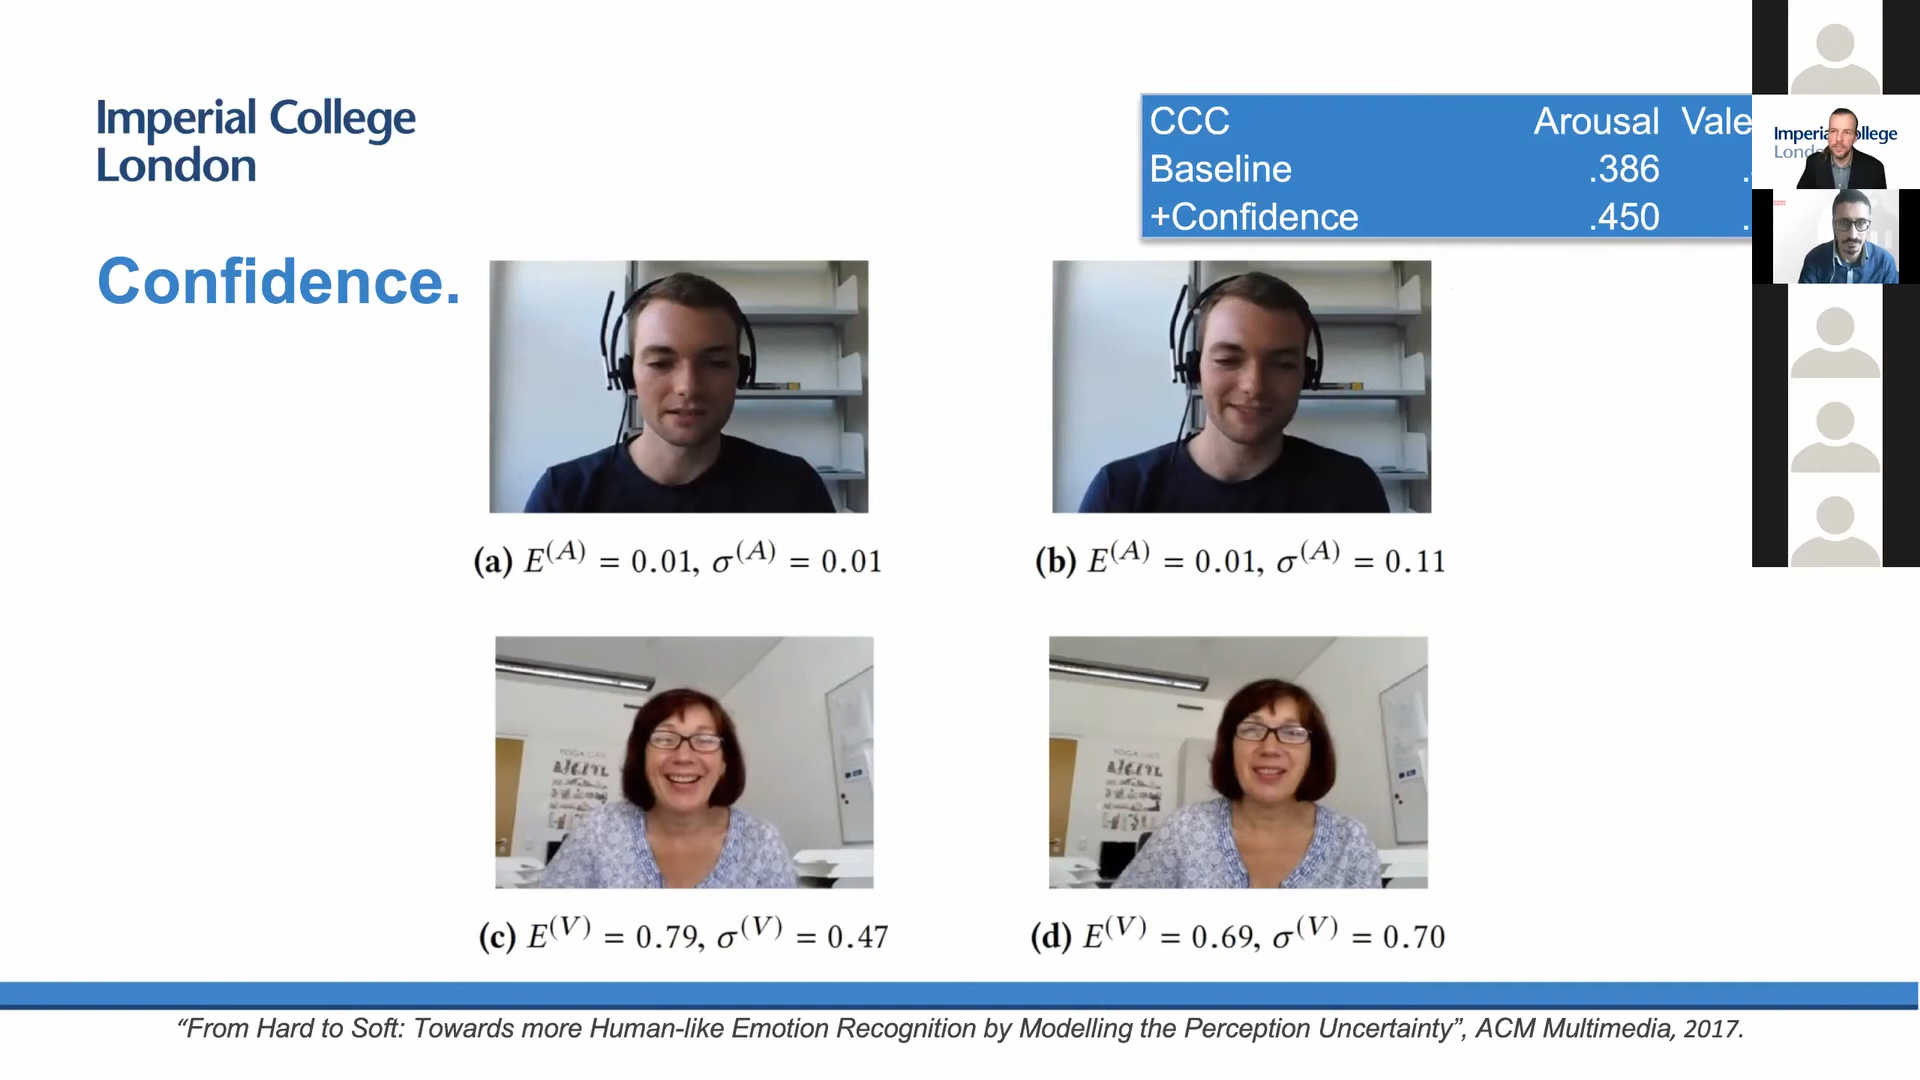 Imperial College
London
CCC Arousal Vale
Baseline .386 .
+Confidence .450 .
Confidence.
(a) E(A) = 0.01, σ(A) = 0.01
(b) E(A) = 0.01, σ(A) = 0.11
(c) E(V) = 0.79, σ(V) = 0.47
(d) E(V) = 0.69, σ(V) = 0.70
“From Hard to Soft: Towards more Human-like Emotion Recognition by Modelling the Perception Uncertainty”, ACM Multimedia, 2017.